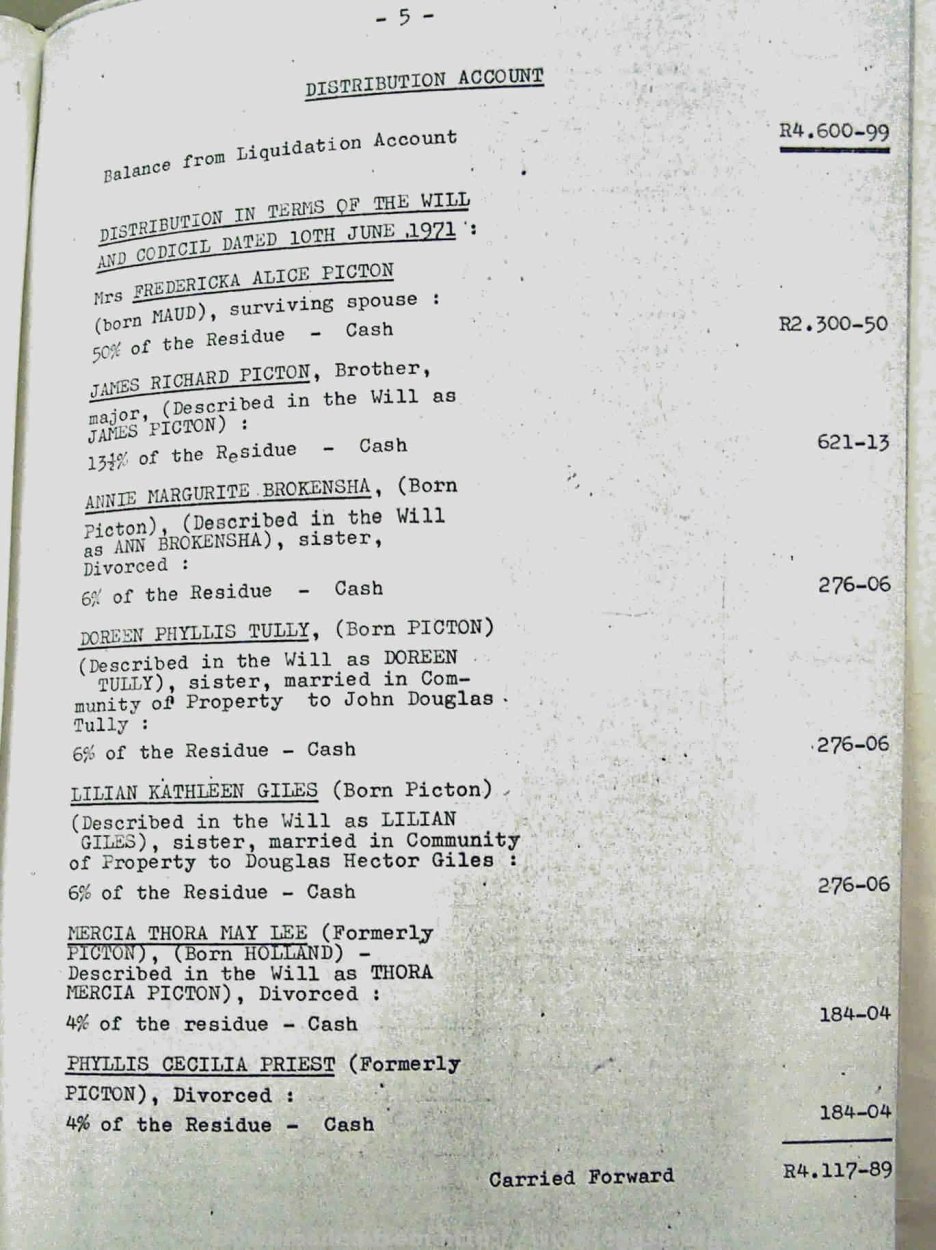 - 5 -
DISTRIBUTION ACCOUNT
Balance from Liquidation Account R4.600-99
DISTRIBUTION IN TERMS OF THE WILL
AND CODICIL DATED 10TH JUNE 1971 :
Mrs FREDERICKA ALICE PICTON
(born MAUD), surviving spouse :
50% of the Residue - Cash R2.300-50
JAMES RICHARD PICTON, Brother,
major, (Described in the Will as
JAMES PICTON) :
13½% of the Residue - Cash 621-13
ANNIE MARGURITE BROKENSHA, (Born
Picton), (Described in the Will
as ANN BROKENSHA), sister,
Divorced :
6% of the Residue - Cash 276-06
DOREEN PHYLLIS TULLY, (Born PICTON)
(Described in the Will as DOREEN
TULLY), sister, married in Com-
munity of Property to John Douglas
Tully :
6% of the Residue - Cash 276-06
LILIAN KATHLEEN GILES (Born Picton)
(Described in the Will as LILIAN
GILES), sister, married in Community
of Property to Douglas Hector Giles :
6% of the Residue - Cash 276-06
MERCIA THORA MAY LEE (Formerly
PICTON), (Born HOLLAND) -
Described in the Will as THORA
MERCIA PICTON), Divorced :
4% of the residue - Cash 184-04
PHYLLIS CECILIA PRIEST (Formerly
PICTON), Divorced :
4% of the Residue - Cash 184-04
Carried Forward R4.117-89